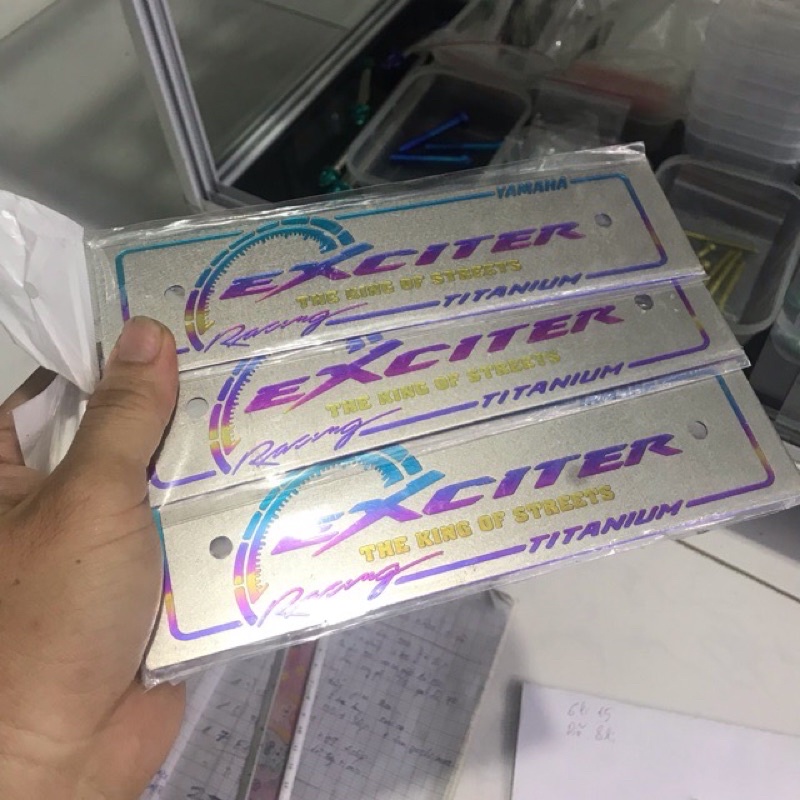 YAMAHA
EXCITER
THE KING OF STREETS
Racing TITANIUM
EXCITER
THE KING OF STREETS
Racing TITANIUM
EXCITER
THE KING OF STREETS
Racing TITANIUM